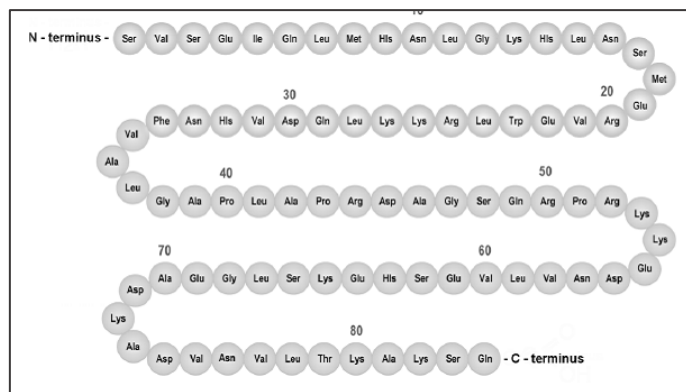 N - terminus - Ser Val Ser Glu Ile Gln Leu Met His Asn Leu Gly Lys His Leu Asn
Ser
Met
30 20
Glu
Phe Asn His Val Asp Gln Leu Lys Lys Arg Leu Trp Glu Val Arg
Val
Ala
Leu
40 50
Gly Ala Pro Leu Ala Pro Arg Asp Ala Gly Ser Gln Arg Pro Arg
Lys
Lys
Glu
70 60
Ala Glu Gly Leu Ser Lys Glu His Ser Glu Val Leu Val Asn Asp
Asp
Lys
Ala
80
Asp Val Asn Val Leu Thr Lys Ala Lys Ser Gln - C - terminus